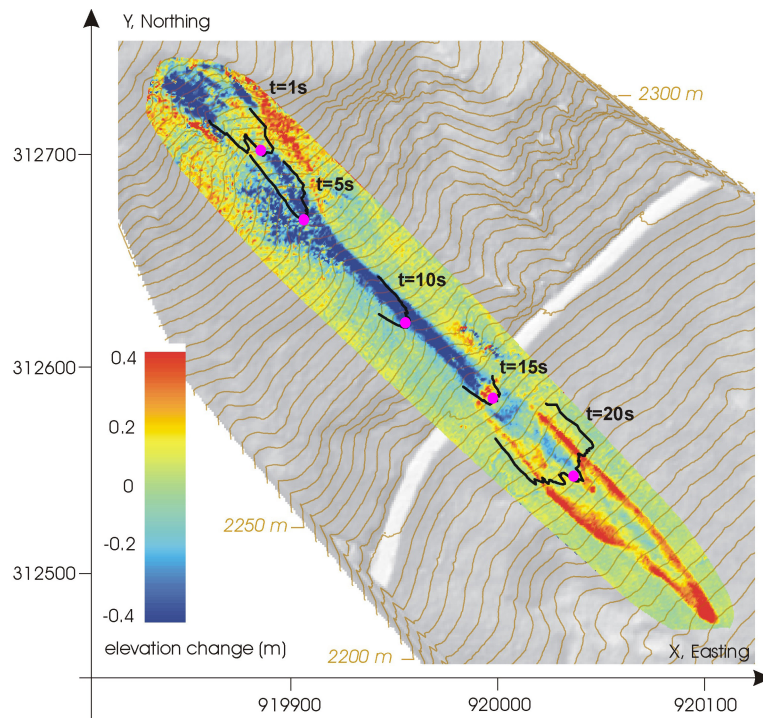 Y, Northing
t=1s
2300 m
312700
t=5s
t=10s
312600
0.4
t=15s
0.2
t=20s
0
2250 m
-0.2
312500
-0.4
elevation change (m)
2200 m
X, Easting
919900
920000
920100